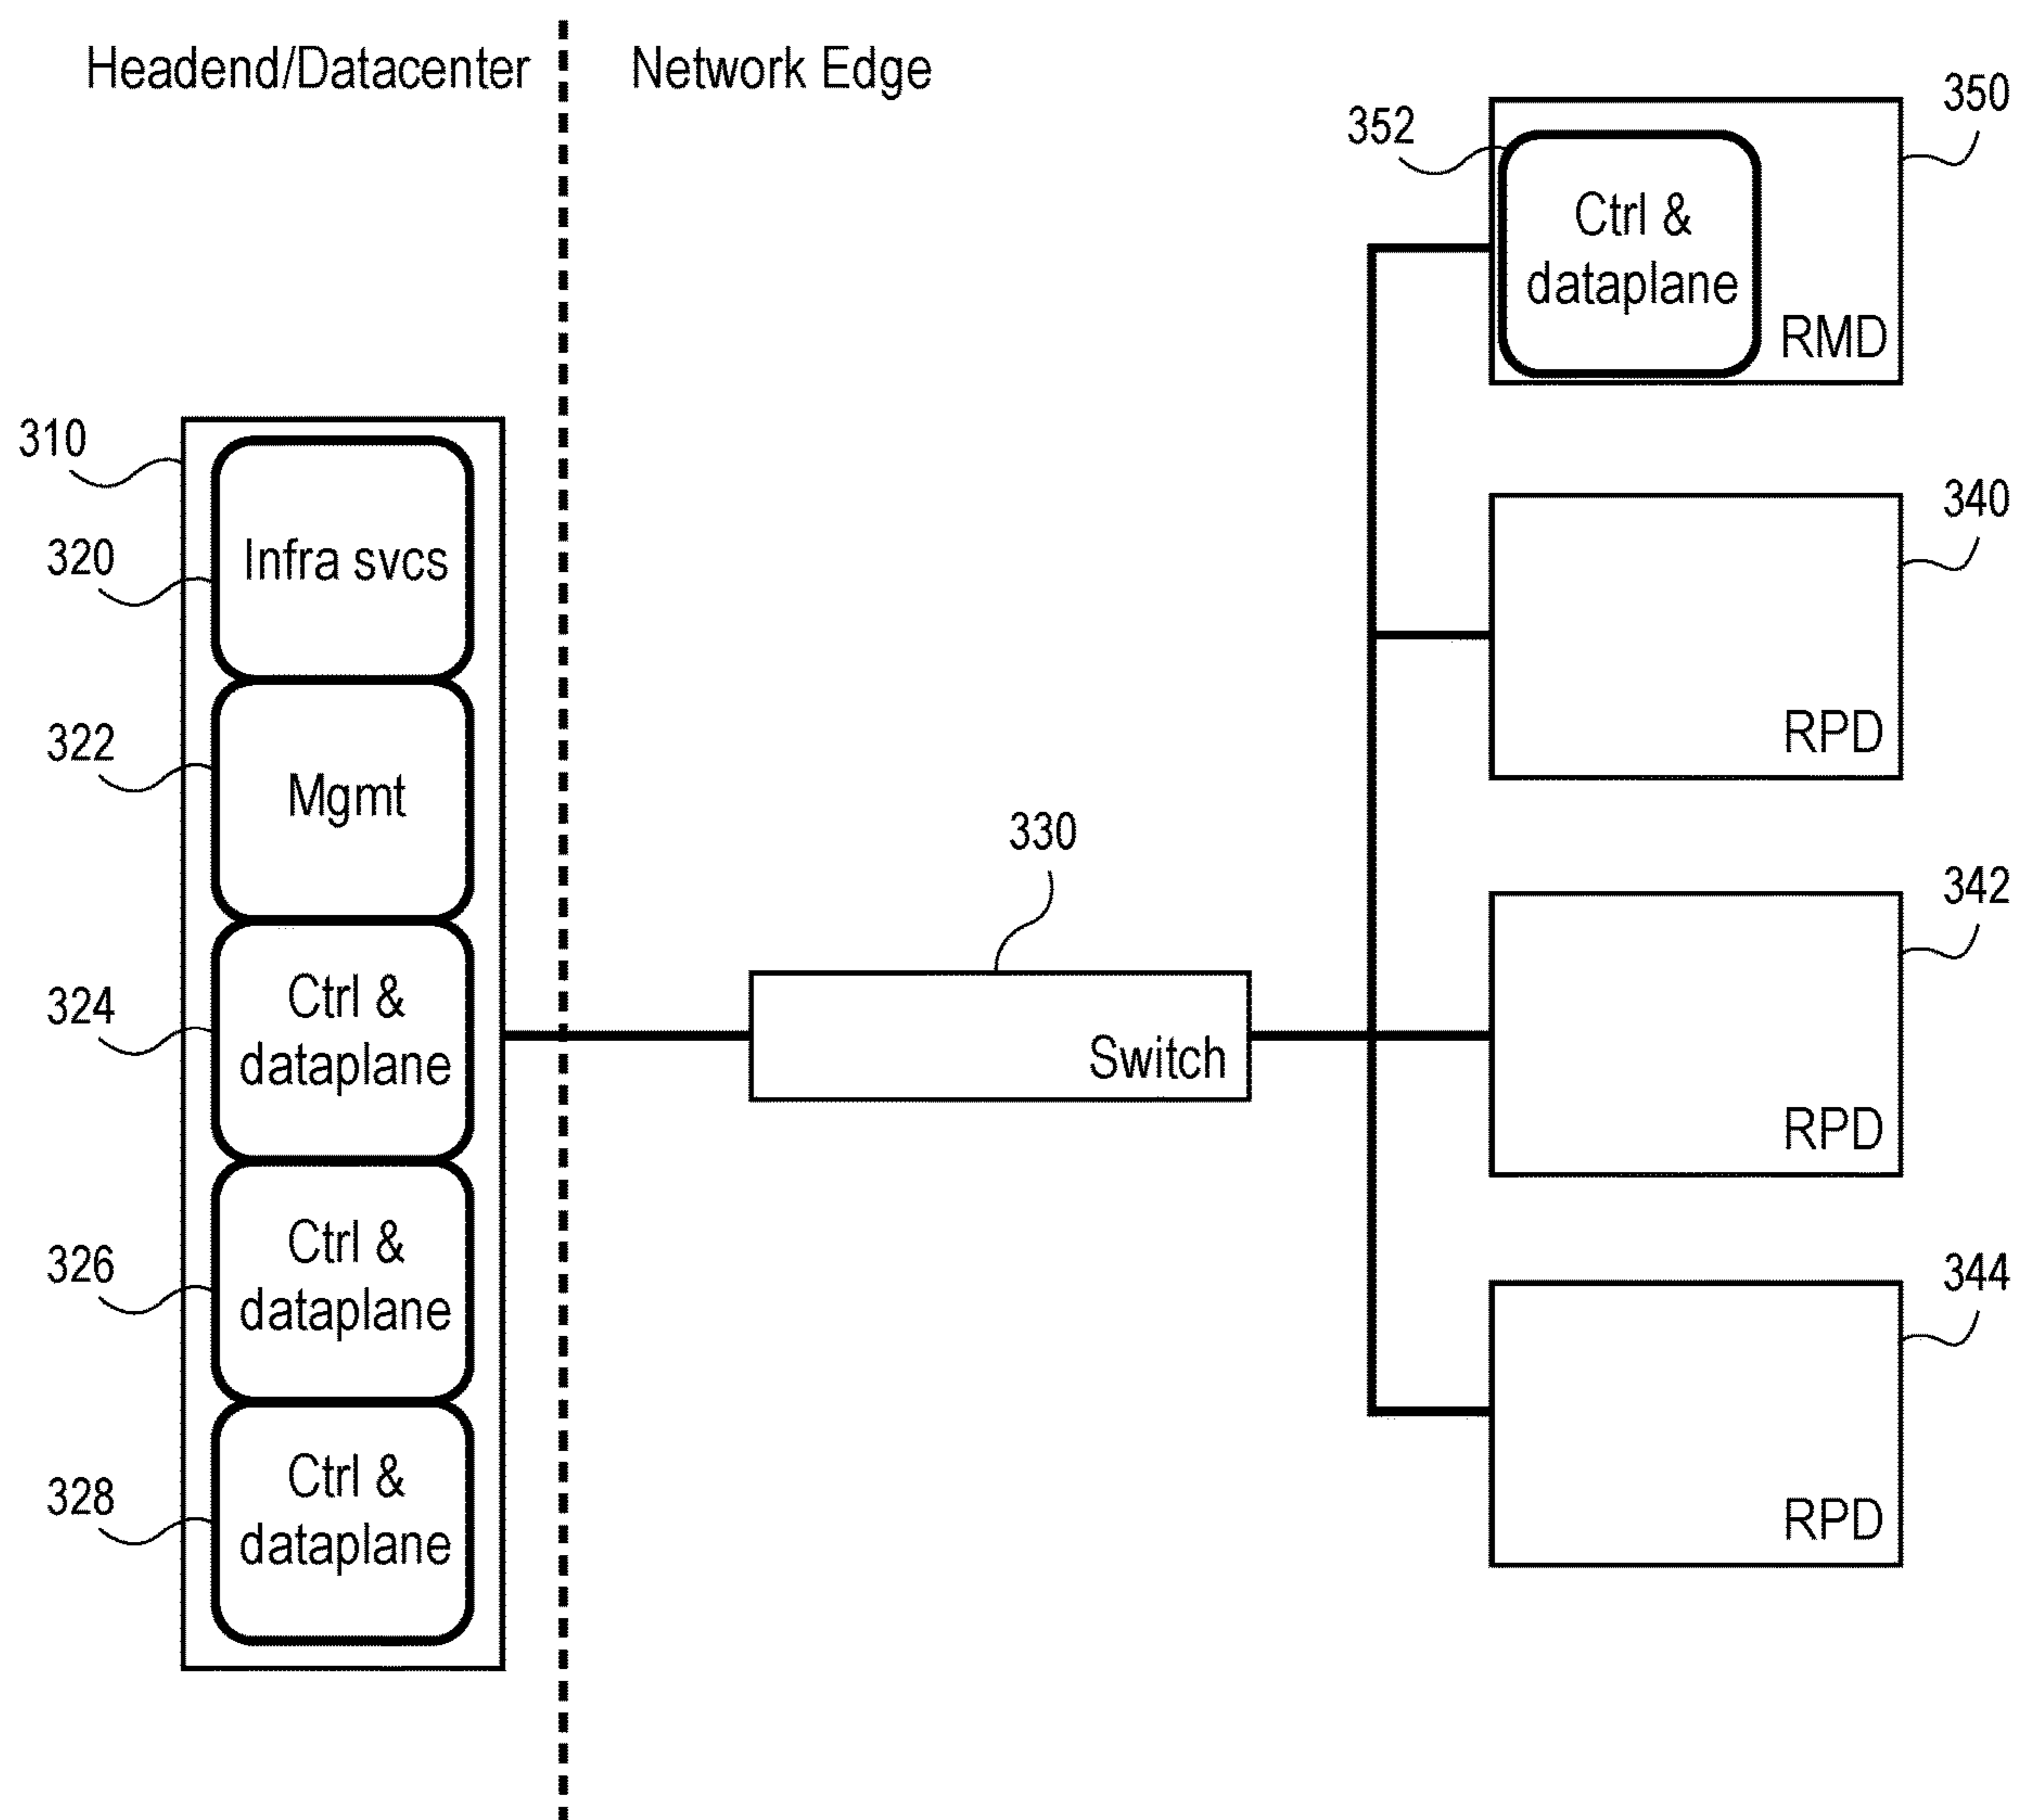 Headend/Datacenter
Network Edge
350
352
Ctrl &
dataplane
RMD
310
320
Infra svcs
340
RPD
322
Mgmt
330
Switch
342
RPD
324
Ctrl &
dataplane
326
Ctrl &
dataplane
344
RPD
328
Ctrl &
dataplane